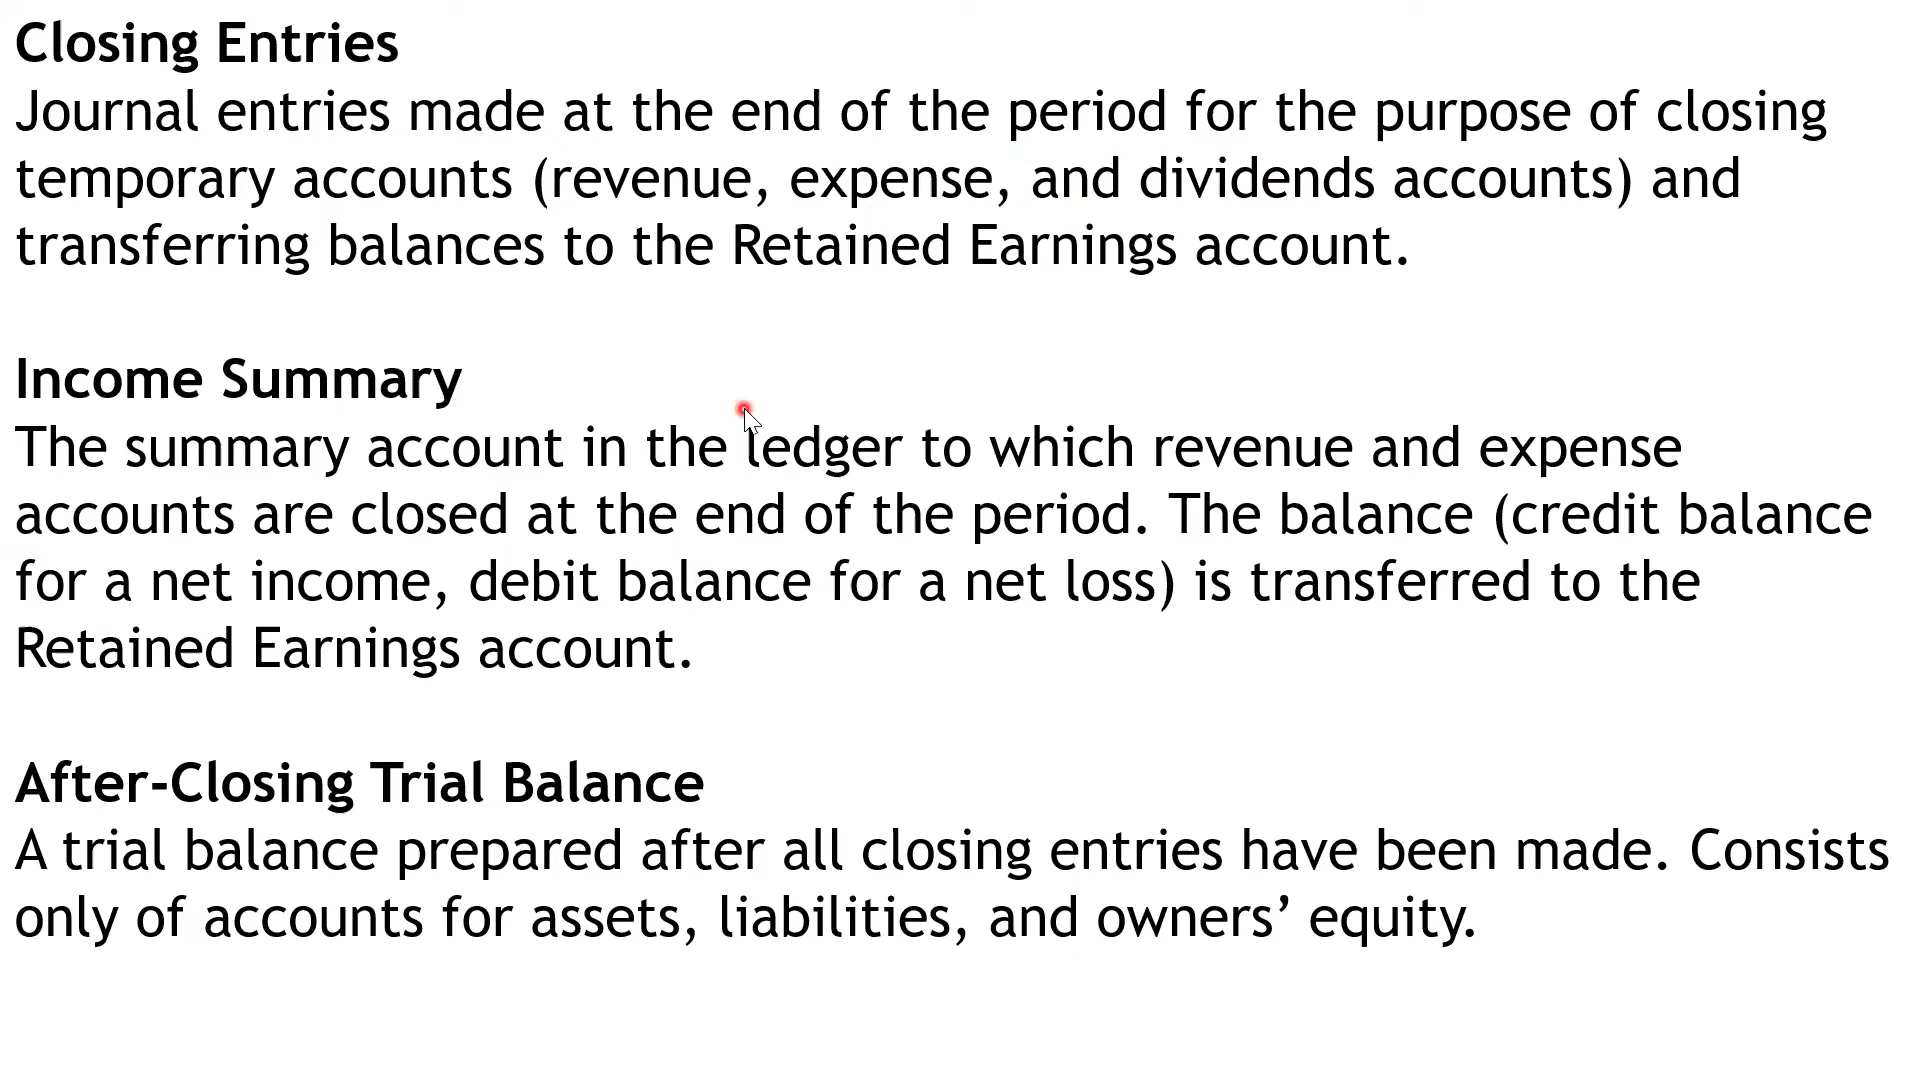 Closing Entries
Journal entries made at the end of the period for the purpose of closing
temporary accounts (revenue, expense, and dividends accounts) and
transferring balances to the Retained Earnings account.
Income Summary
The summary account in the ledger to which revenue and expense
accounts are closed at the end of the period. The balance (credit balance
for a net income, debit balance for a net loss) is transferred to the
Retained Earnings account.
After-Closing Trial Balance
A trial balance prepared after all closing entries have been made. Consists
only of accounts for assets, liabilities, and owners’ equity.